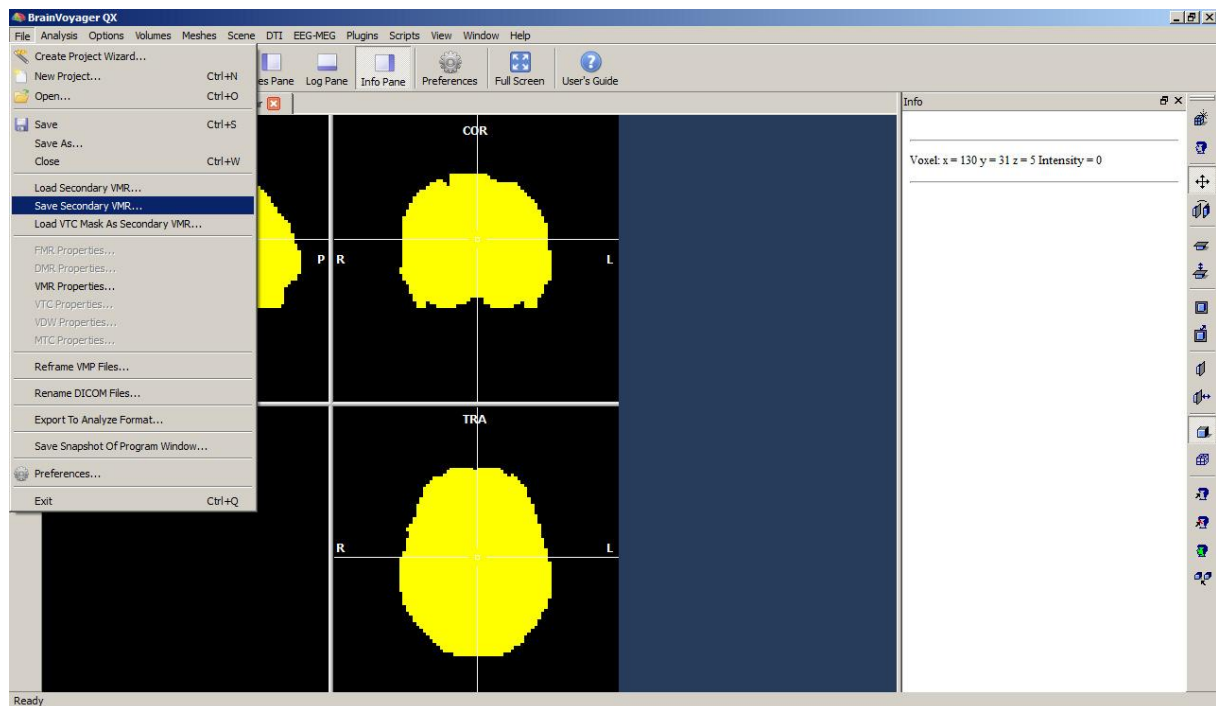 BrainVoyager QX
File Analysis Options Volumes Meshes Scene DTI EEG-MEG Plugins Scripts View Window Help
Create Project Wizard...
New Project... Ctrl+N
Open... Ctrl+O
Save Ctrl+S
Save As...
Close Ctrl+W
Load Secondary VMR...
Save Secondary VMR...
Load VTC Mask As Secondary VMR...
FMR Properties...
DMR Properties...
VMR Properties...
VTC Properties...
VDW Properties...
MTC Properties...
Reframe VMP Files...
Rename DICOM Files...
Export To Analyze Format...
Save Snapshot Of Program Window...
Preferences...
Exit Ctrl+Q
es Pane Log Pane Info Pane Preferences Full Screen User's Guide
COR
P R L
TRA
R L
Info
Voxel: x = 130 y = 31 z = 5 Intensity = 0
Ready